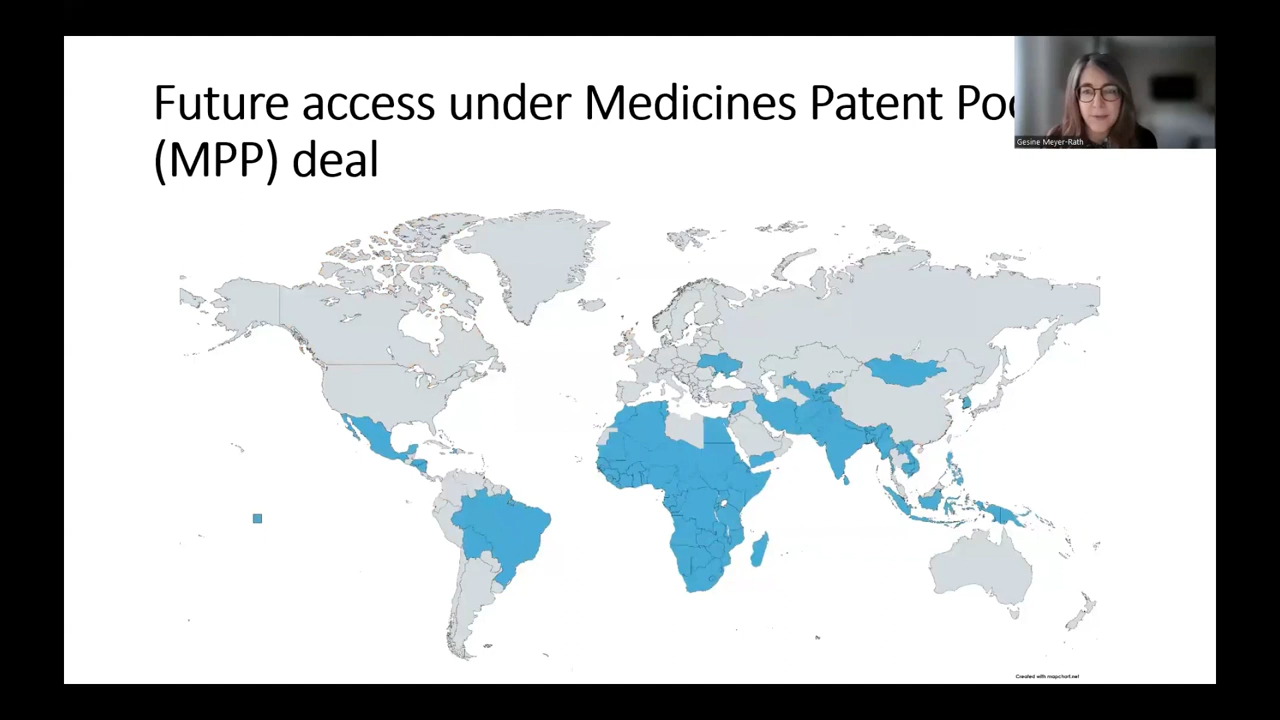 Future access under Medicines Patent Poo
(MPP) deal
Gesine Meyer-Rath
Created with mapchart.net